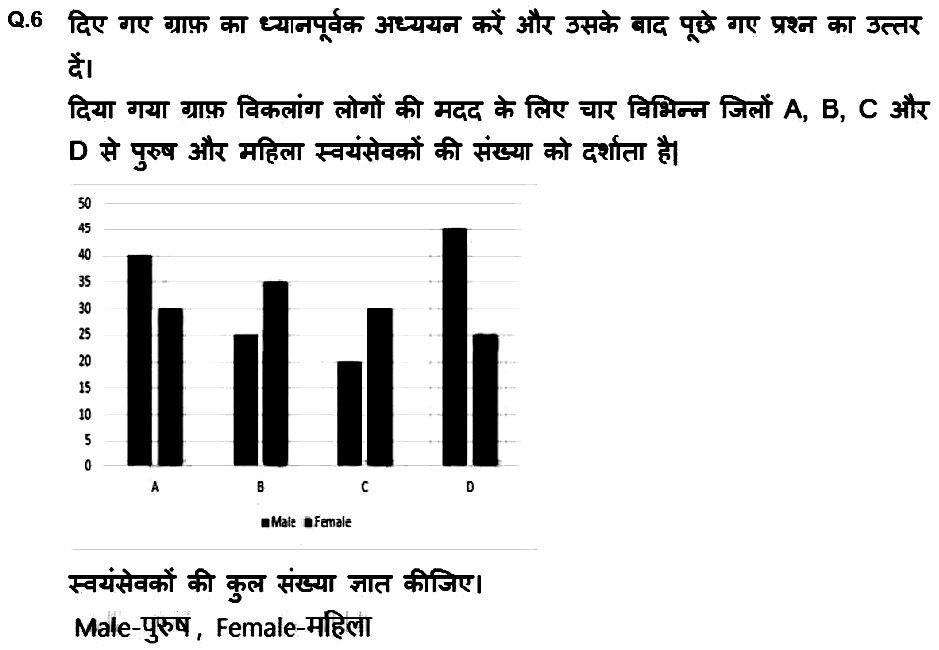 Q.6 दिए गए ग्राफ़ का ध्यानपूर्वक अध्ययन करें और उसके बाद पूछे गए प्रश्न का उत्तर
दें।
दिया गया ग्राफ़ विकलांग लोगों की मदद के लिए चार विभिन्न जिलों A, B, C और
D से पुरुष और महिला स्वयंसेवकों की संख्या को दर्शाता है|
50
45
40
35
30
25
20
15
10
5
0
A B C D
Male Female
स्वयंसेवकों की कुल संख्या ज्ञात कीजिए।
Male-पुरुष, Female-महिला